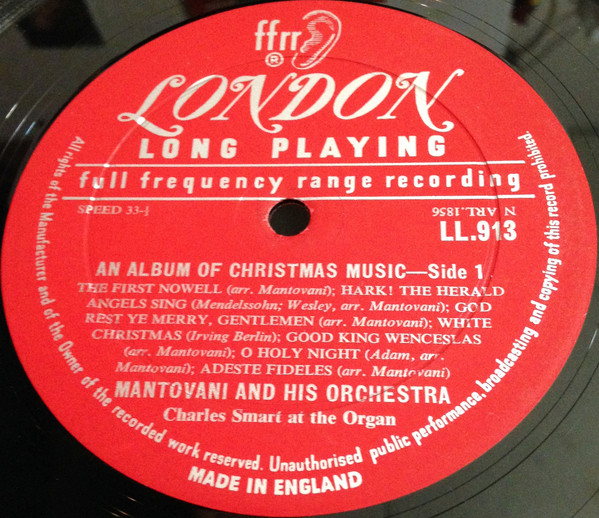 ffrr
®
LONDON
LONG PLAYING
full frequency range recording
SPEED 33-⅓
N ARL.1856
LL.913
AN ALBUM OF CHRISTMAS MUSIC—Side 1
THE FIRST NOWELL (arr. Mantovani); HARK! THE HERALD
ANGELS SING (Mendelssohn; Wesley, arr. Mantovani); GOD
REST YE MERRY, GENTLEMEN (arr. Mantovani); WHITE
CHRISTMAS (Irving Berlin); GOOD KING WENCESLAS
(arr. Mantovani); O HOLY NIGHT (Adam, arr.
Mantovani); ADESTE FIDELES (arr. Mantovani)
MANTOVANI AND HIS ORCHESTRA
Charles Smart at the Organ
All rights of the Manufacturer and of the Owner of the recorded work reserved. Unauthorised public performance, broadcasting and copying of this record prohibited.
MADE IN ENGLAND